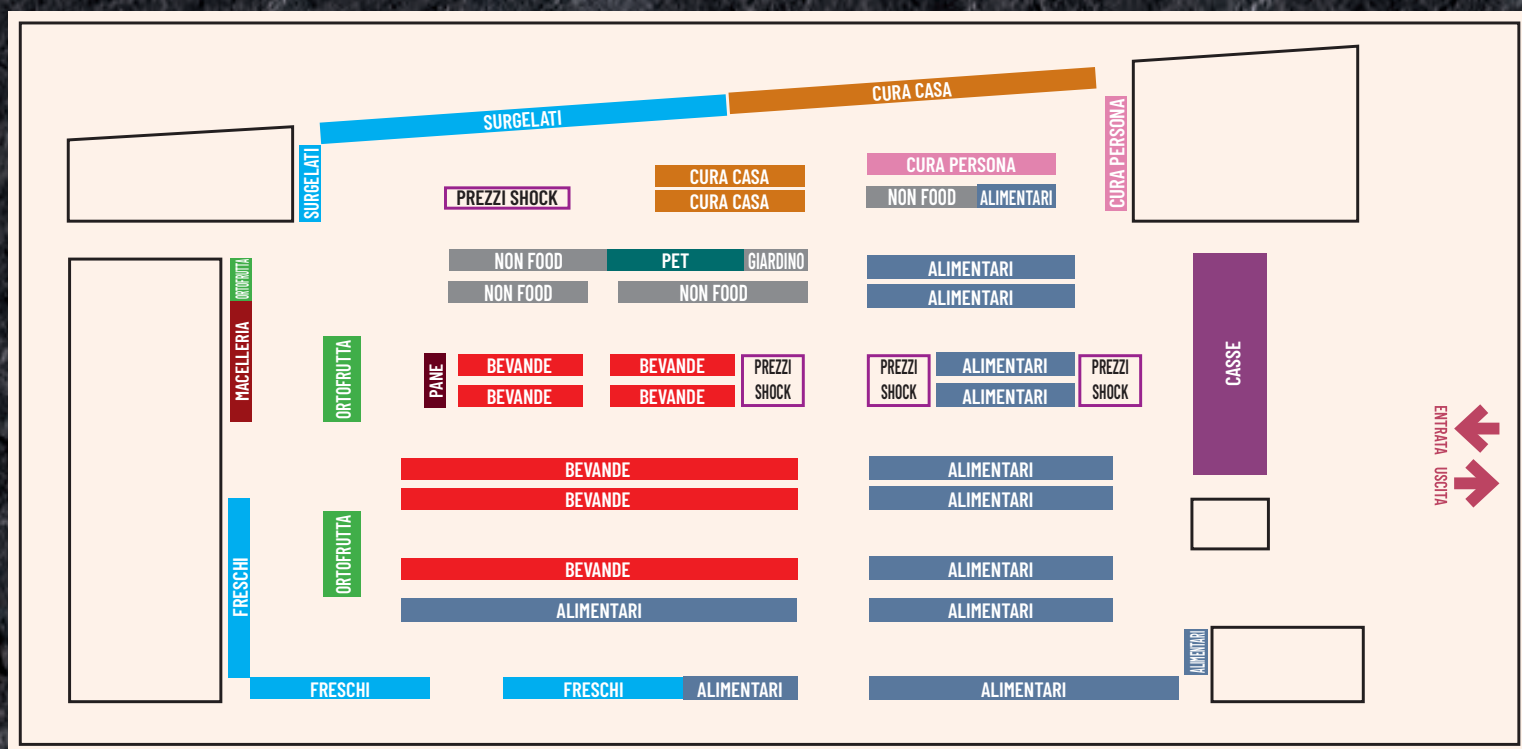 CURA CASA
SURGELATI
CURA PERSONA
SURGELATI
CURA PERSONA
CURA CASA
CURA CASA
PREZZI SHOCK
NON FOOD
ALIMENTARI
ORTOFRUTTA
NON FOOD
PET
GIARDINO
ALIMENTARI
NON FOOD
NON FOOD
ALIMENTARI
MACELLERIA
ORTOFRUTTA
PANE
BEVANDE
BEVANDE
PREZZI
SHOCK
PREZZI
SHOCK
ALIMENTARI
PREZZI
SHOCK
BEVANDE
BEVANDE
ALIMENTARI
CASSE
ENTRATA
USCITA
BEVANDE
ALIMENTARI
BEVANDE
ALIMENTARI
FRESCHI
ORTOFRUTTA
BEVANDE
ALIMENTARI
ALIMENTARI
ALIMENTARI
ALIMENTARI
FRESCHI
FRESCHI
ALIMENTARI
ALIMENTARI